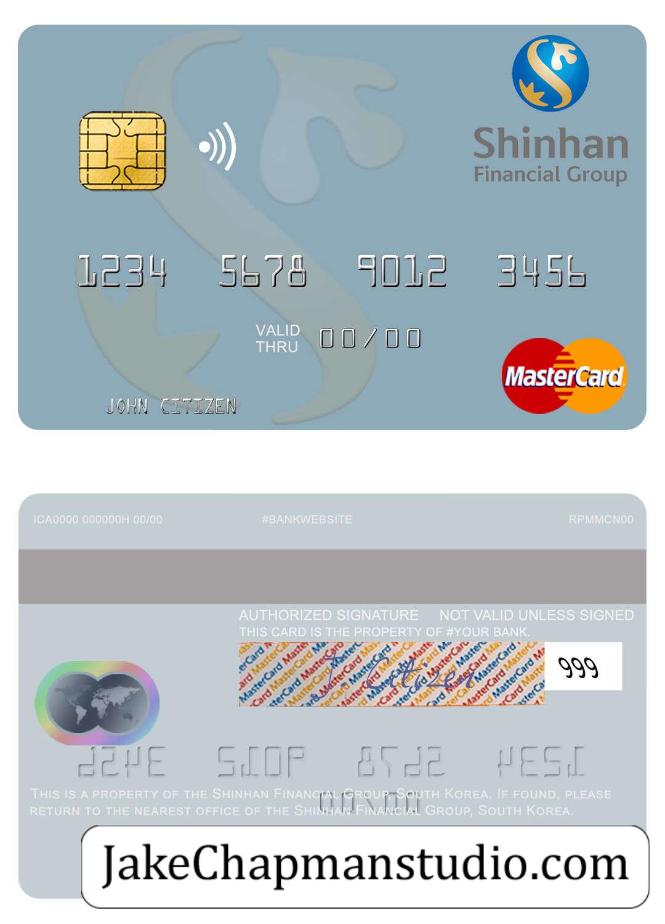 Shinhan
Financial Group
1234 5678 9012 3456
VALID
THRU 00/00
MasterCard
JOHN CITIZEN
ICA0000 000000H 00/00 #BANKWEBSITE RPMMCN00
AUTHORIZED SIGNATURE NOT VALID UNLESS SIGNED
THIS CARD IS THE PROPERTY OF #YOUR BANK.
J Citizen 999
THIS IS A PROPERTY OF THE SHINHAN FINANCIAL GROUP, SOUTH KOREA. IF FOUND, PLEASE
RETURN TO THE NEAREST OFFICE OF THE SHINHAN FINANCIAL GROUP, SOUTH KOREA.
JakeChapmanstudio.com